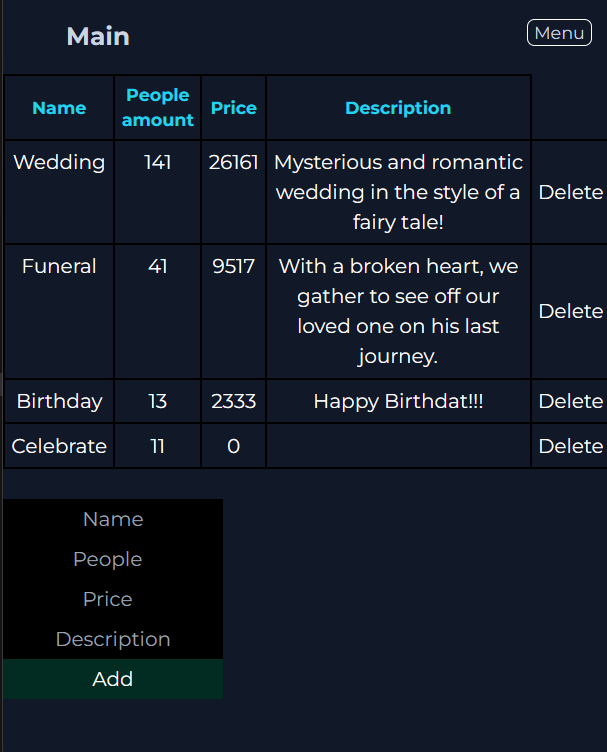 Main
Menu
Name People amount Price Description
Wedding 141 26161 Mysterious and romantic wedding in the style of a fairy tale! Delete
Funeral 41 9517 With a broken heart, we gather to see off our loved one on his last journey. Delete
Birthday 13 2333 Happy Birthdat!!! Delete
Celebrate 11 0 Delete
Name
People
Price
Description
Add